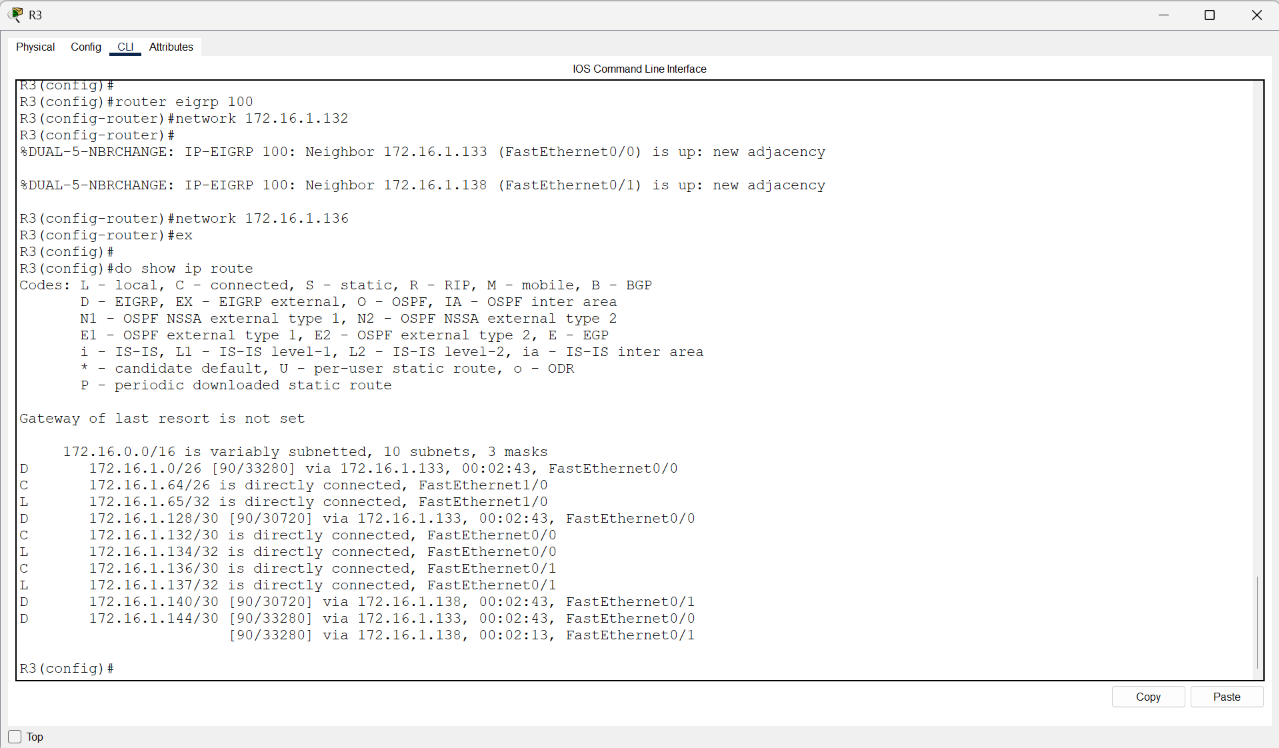 R3
Physical Config CLI Attributes
IOS Command Line Interface
R3(config)#
R3(config)#router eigrp 100
R3(config-router)#network 172.16.1.132
R3(config-router)#
%DUAL-5-NBRCHANGE: IP-EIGRP 100: Neighbor 172.16.1.133 (FastEthernet0/0) is up: new adjacency
%DUAL-5-NBRCHANGE: IP-EIGRP 100: Neighbor 172.16.1.138 (FastEthernet0/1) is up: new adjacency
R3(config-router)#network 172.16.1.136
R3(config-router)#ex
R3(config)#
R3(config)#do show ip route
Codes: L - local, C - connected, S - static, R - RIP, M - mobile, B - BGP
D - EIGRP, EX - EIGRP external, O - OSPF, IA - OSPF inter area
N1 - OSPF NSSA external type 1, N2 - OSPF NSSA external type 2
E1 - OSPF external type 1, E2 - OSPF external type 2, E - EGP
i - IS-IS, L1 - IS-IS level-1, L2 - IS-IS level-2, ia - IS-IS inter area
* - candidate default, U - per-user static route, o - ODR
P - periodic downloaded static route
Gateway of last resort is not set
172.16.0.0/16 is variably subnetted, 10 subnets, 3 masks
D 172.16.1.0/26 [90/33280] via 172.16.1.133, 00:02:43, FastEthernet0/0
C 172.16.1.64/26 is directly connected, FastEthernet1/0
L 172.16.1.65/32 is directly connected, FastEthernet1/0
D 172.16.1.128/30 [90/30720] via 172.16.1.133, 00:02:43, FastEthernet0/0
C 172.16.1.132/30 is directly connected, FastEthernet0/0
L 172.16.1.134/32 is directly connected, FastEthernet0/0
C 172.16.1.136/30 is directly connected, FastEthernet0/1
L 172.16.1.137/32 is directly connected, FastEthernet0/1
D 172.16.1.140/30 [90/30720] via 172.16.1.138, 00:02:43, FastEthernet0/1
D 172.16.1.144/30 [90/33280] via 172.16.1.133, 00:02:43, FastEthernet0/0
[90/33280] via 172.16.1.138, 00:02:13, FastEthernet0/1
R3(config)#
Copy Paste
Top